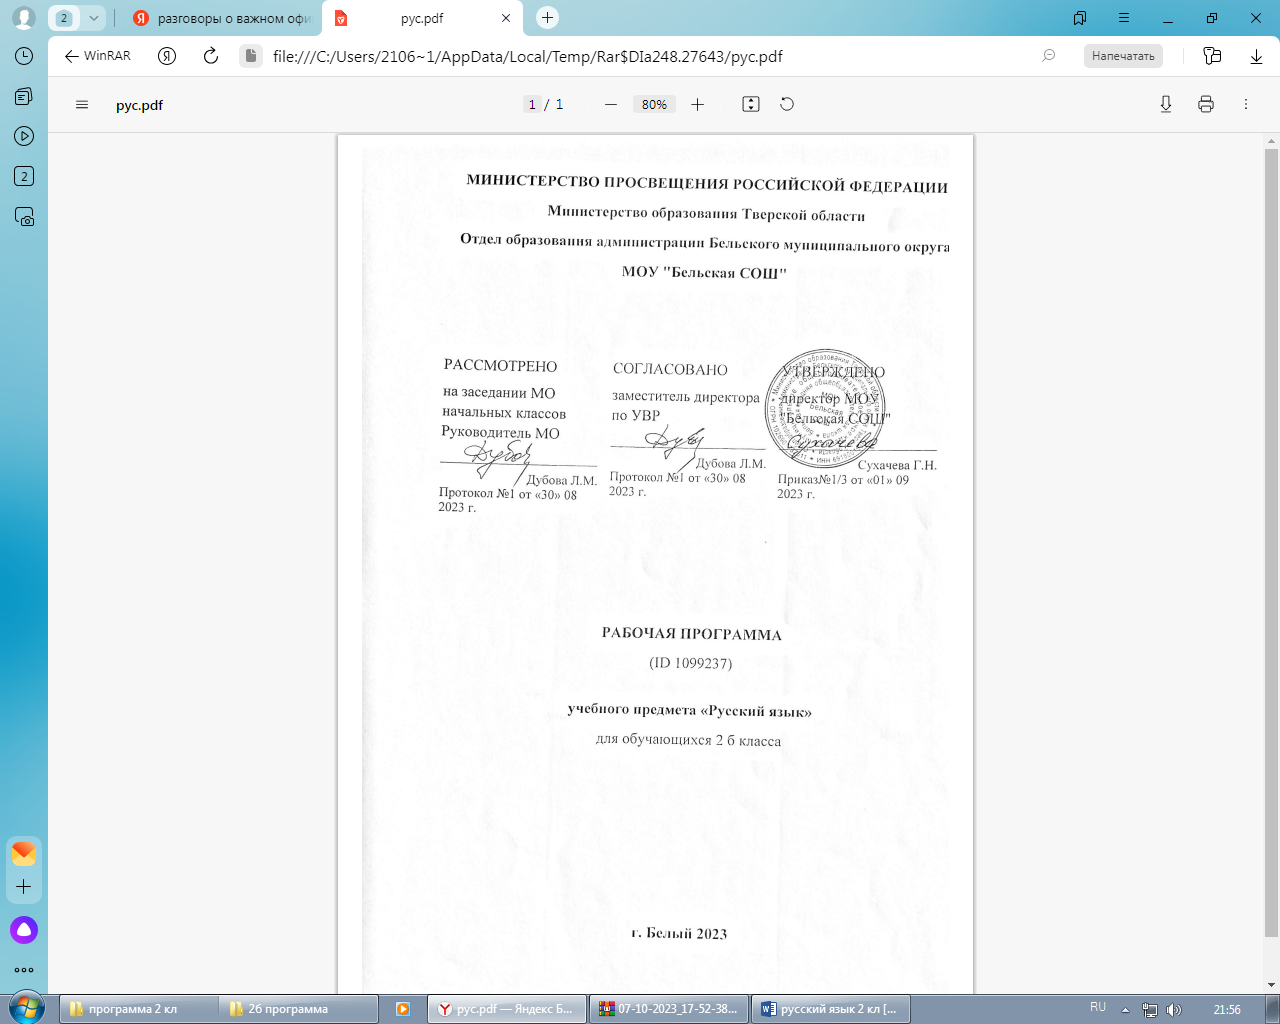 2
разговоры о важном офи
рус.pdf
WinRAR
file:///C:/Users/2106~1/AppData/Local/Temp/Rar$DIa248.27643/рус.pdf
Напечатать
рус.pdf
1 / 1
80%
2
МИНИСТЕРСТВО ПРОСВЕЩЕНИЯ РОССИЙСКОЙ ФЕДЕРАЦИИ
Министерство образования Тверской области
Отдел образования администрации Бельского муниципального округа
МОУ "Бельская СОШ"
РАССМОТРЕНО
на заседании МО
начальных классов
Руководитель МО
Дубова Л.М.
Протокол №1 от «30» 08
2023 г.
СОГЛАСОВАНО
заместитель директора
по УВР
Дубова Л.М.
Протокол №1 от «30» 08
2023 г.
УТВЕРЖДЕНО
директор МОУ
"Бельская СОШ"
Сухачева Г.Н.
Приказ№1/3 от «01» 09
2023 г.
РАБОЧАЯ ПРОГРАММА
(ID 1099237)
учебного предмета «Русский язык»
для обучающихся 2 б класса
г. Белый 2023
программа 2 кл
2б программа
рус.pdf — Яндекс Б...
07-10-2023_17-52-38...
русский язык 2 кл [...
RU
21:56